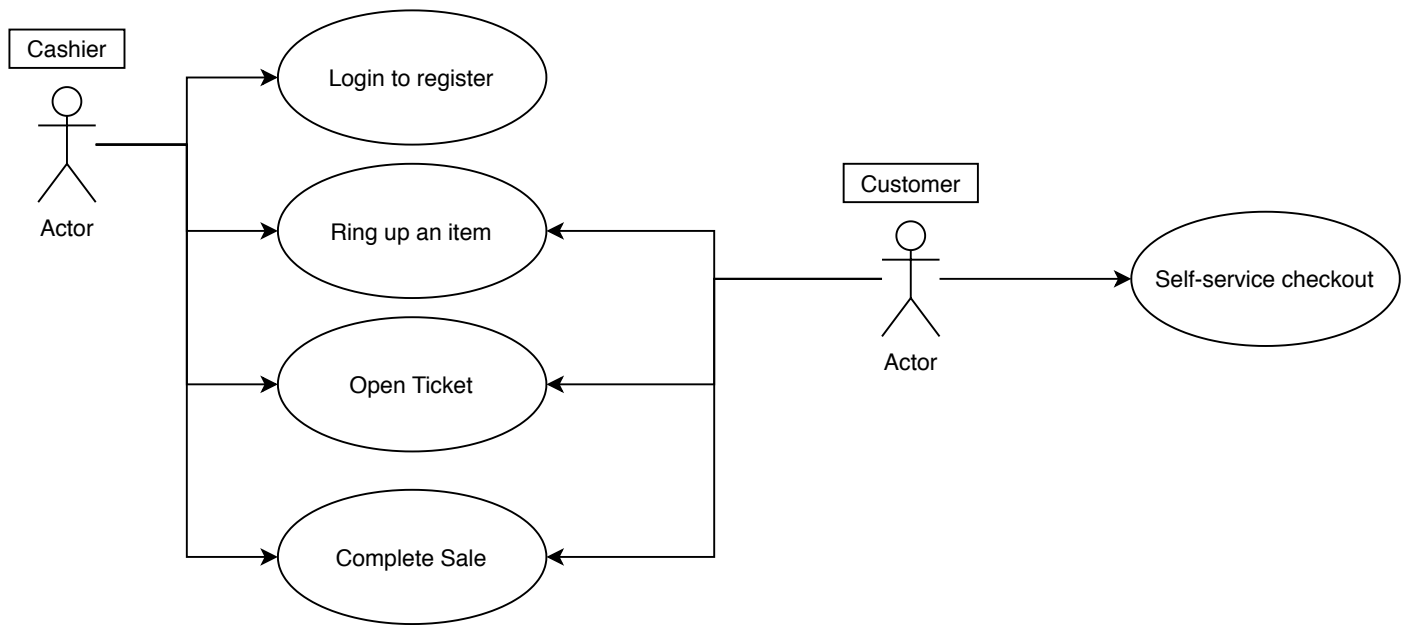 Cashier
Actor
Login to register
Ring up an item
Open Ticket
Complete Sale
Customer
Actor
Self-service checkout